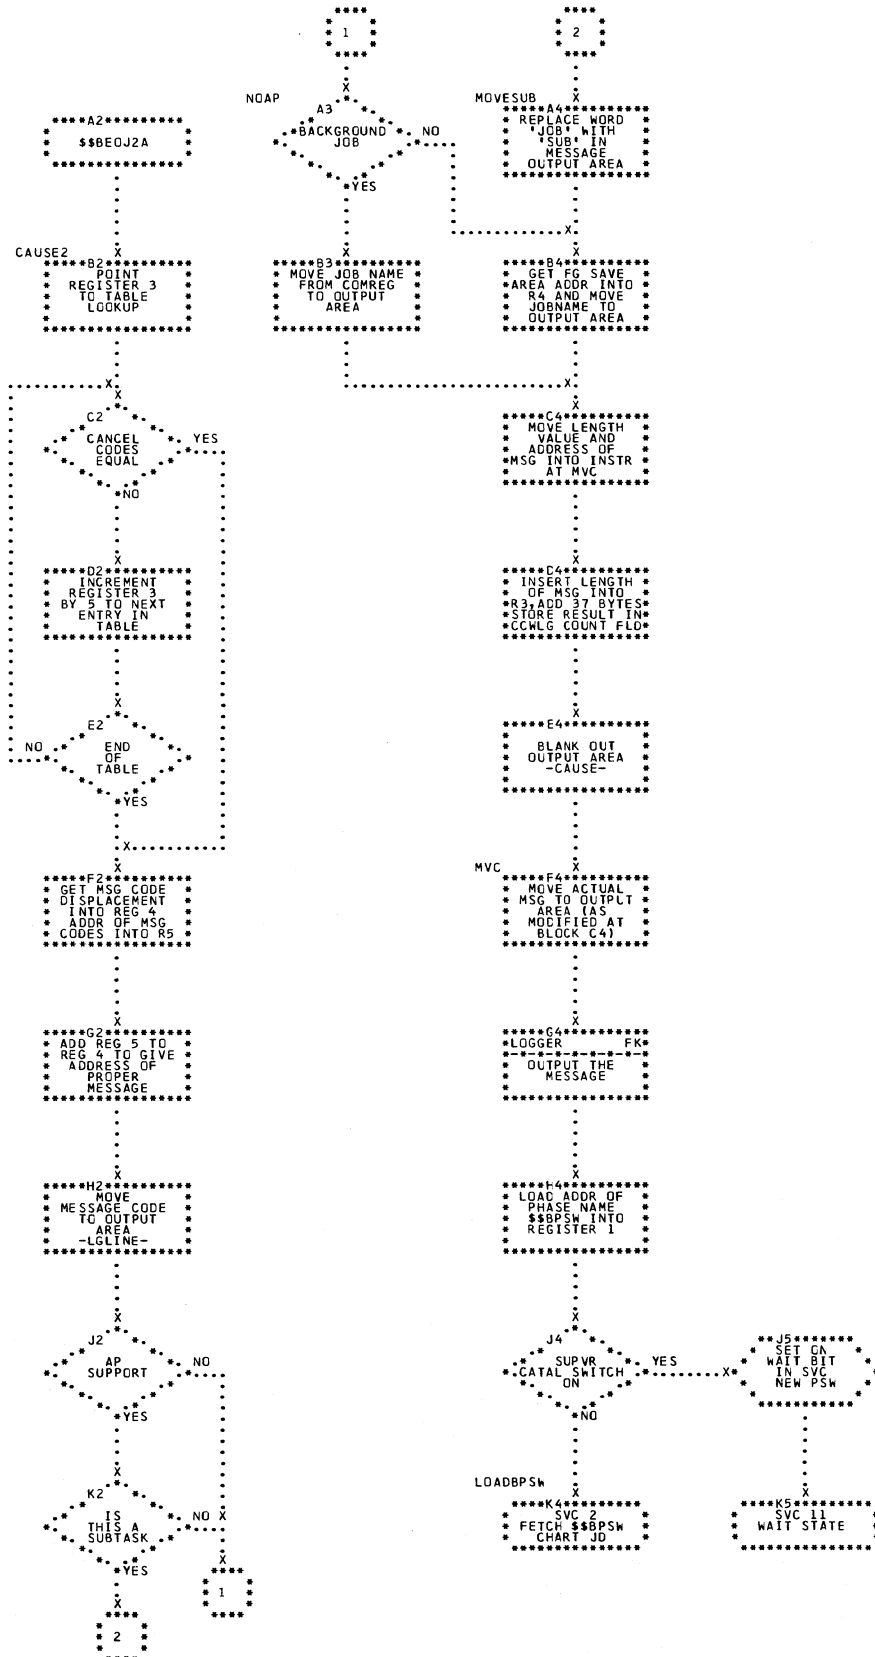 1
2
NOAP
MOVESUB
A2
$$BEOJ2A
A3
BACKGROUND
JOB
NO
YES
A4
REPLACE WORD
'JOB' WITH
'SUB' IN
MESSAGE
OUTPUT AREA
CAUSE2
B2
POINT
REGISTER 3
TO TABLE
LOOKUP
B3
MOVE JOB NAME
FROM COMREG
TO OUTPUT
AREA
B4
GET FG SAVE
AREA ADDR INTO
R4 AND MOVE
JOBNAME TO
OUTPUT AREA
C2
CANCEL
CODES
EQUAL
YES
NO
C4
MOVE LENGTH
VALUE AND
ADDRESS OF
MSG INTO INSTR
AT MVC
D2
INCREMENT
REGISTER 3
BY 5 TO NEXT
ENTRY IN
TABLE
D4
INSERT LENGTH
OF MSG INTO
R3,ADD 37 BYTES
STORE RESULT IN
CCWLG COUNT FLD
E2
END
OF
TABLE
NO
YES
E4
BLANK OUT
OUTPUT AREA
-CAUSE-
F2
GET MSG CODE
DISPLACEMENT
INTO REG 4
ADDR OF MSG
CODES INTO R5
MVC
F4
MOVE ACTUAL
MSG TO OUTPUT
AREA (AS
MODIFIED AT
BLOCK C4)
G2
ADD REG 5 TO
REG 4 TO GIVE
ADDRESS OF
PROPER
MESSAGE
G4
LOGGER FK
OUTPUT THE
MESSAGE
H2
MOVE
MESSAGE CODE
TO OUTPUT
AREA
-LGLINE-
H4
LOAD ADDR OF
PHASE NAME
$$BPSW INTO
REGISTER 1
J2
AP
SUPPORT
NO
YES
J4
SUPVR
CATAL SWITCH
ON
YES
NO
J5
SET ON
WAIT BIT
IN SVC
NEW PSW
K2
IS
THIS A
SUBTASK
NO
YES
LOADBPSW
K4
SVC 2
FETCH $$BPSW
CHART JD
K5
SVC 11
WAIT STATE
1
2